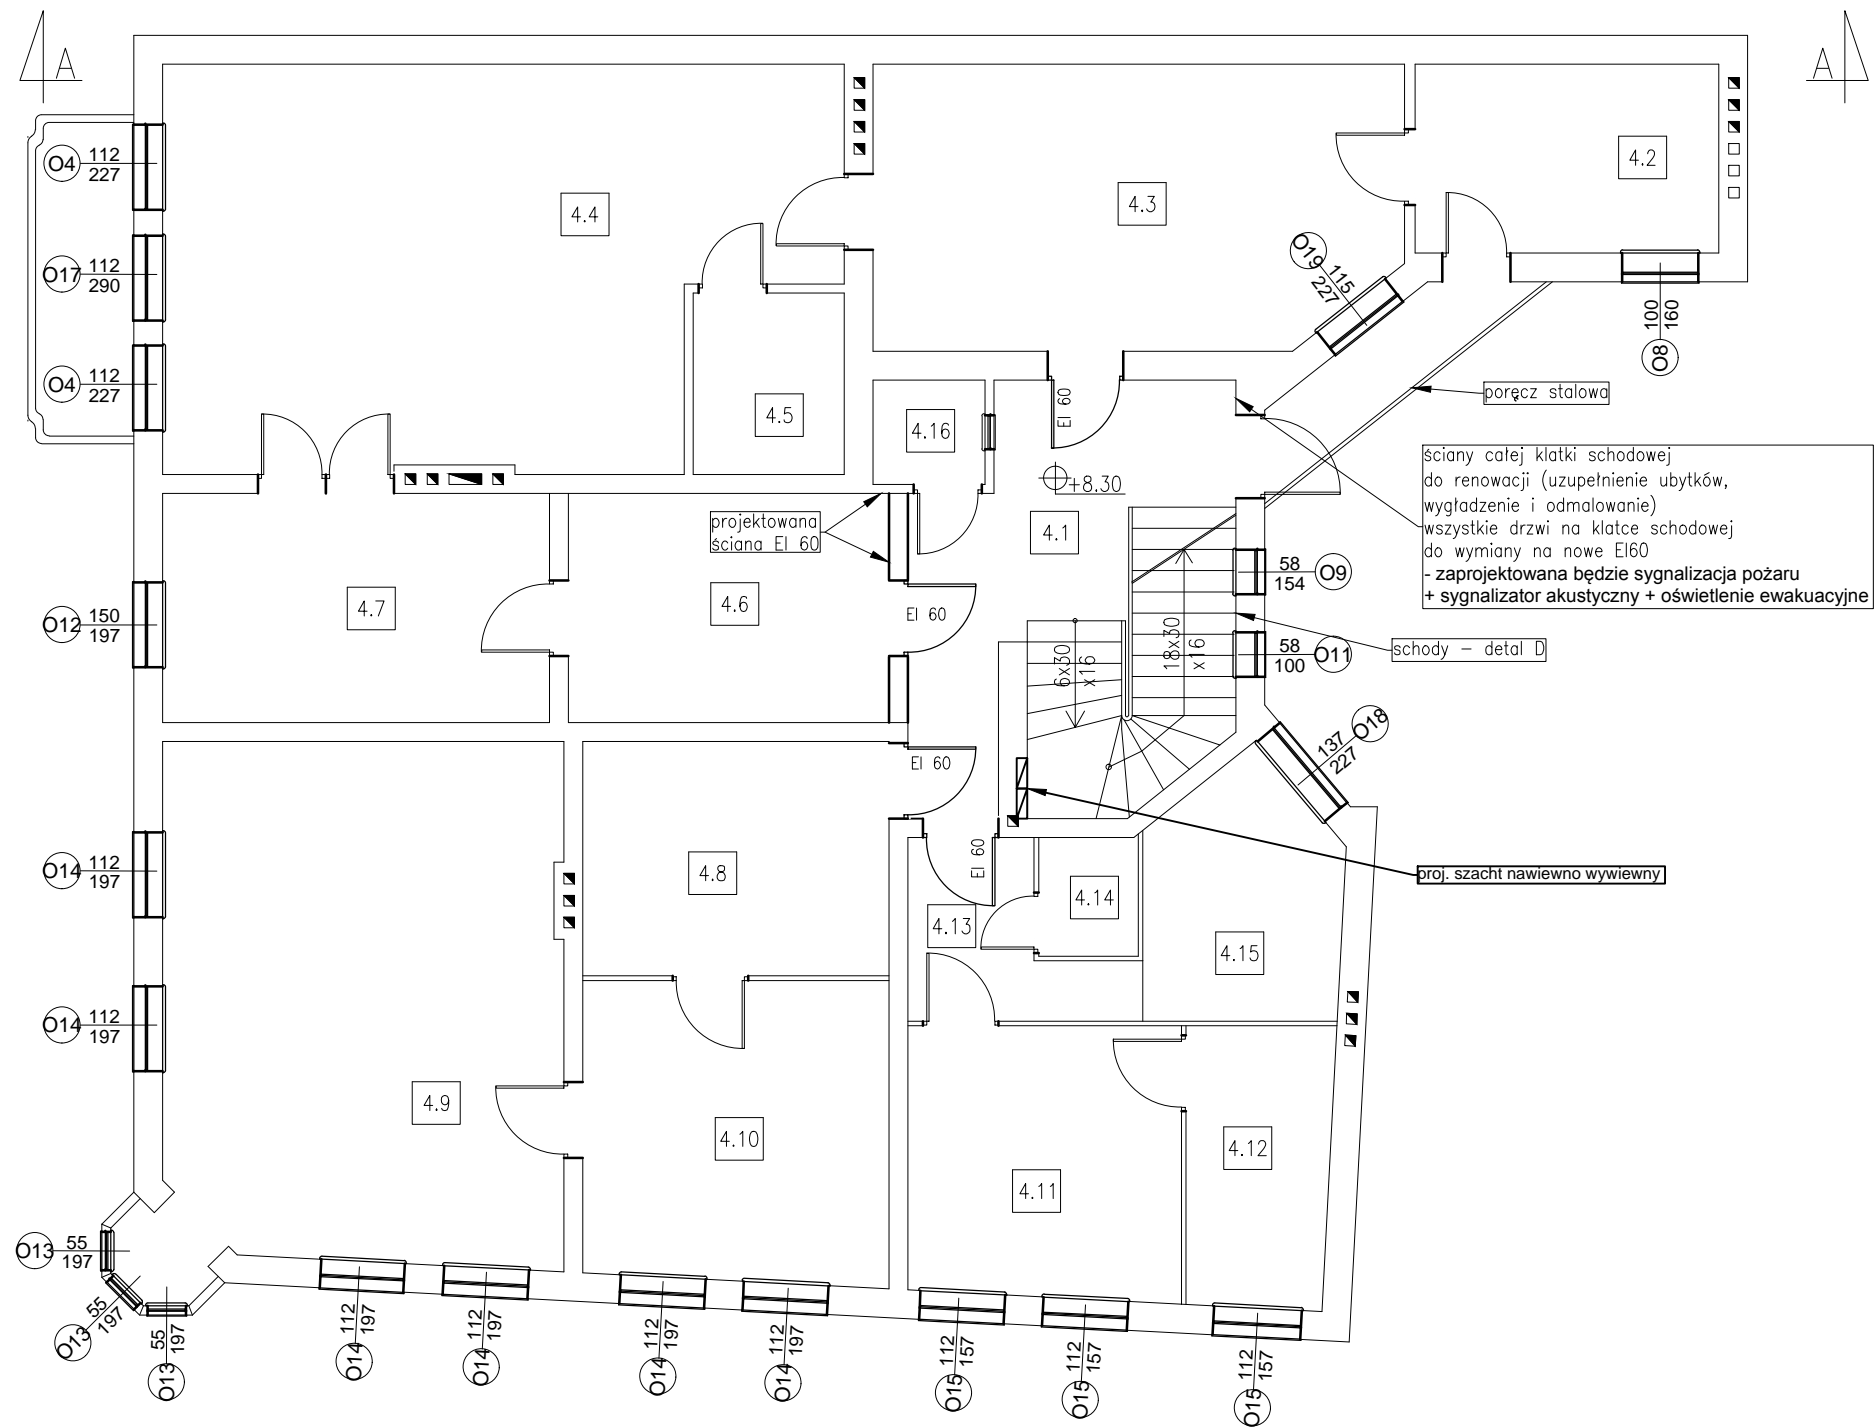 A
A
O4 112
227
O17 112
290
O4 112
227
4.4
4.3
4.2
O19 115
227
100
160
O8
poręcz stalowa
4.5
4.16
EI 60
+8.30
4.1
ściany całej klatki schodowej
do renowacji (uzupełnienie ubytków,
wygładzenie i odmalowanie)
wszystkie drzwi na klatce schodowej
do wymiany na nowe EI60
- zaprojektowana będzie sygnalizacja pożaru
+ sygnalizator akustyczny + oświetlenie ewakuacyjne
projektowana
ściana EI 60
58
154 O9
O12 150
197
4.7
4.6
EI 60
6x30
x16
18x30
x16
58
100 O11
schody – detal D
137
227 O18
EI 60
O14 112
197
4.8
EI 60
4.13
4.14
4.15
proj. szacht nawiewno wywiewny
O14 112
197
4.9
4.10
4.11
4.12
O13 55
197
O13 55
197
55
197
O13
112
197
O14
112
197
O14
112
197
O14
112
197
O14
112
157
O15
112
157
O15
112
157
O15